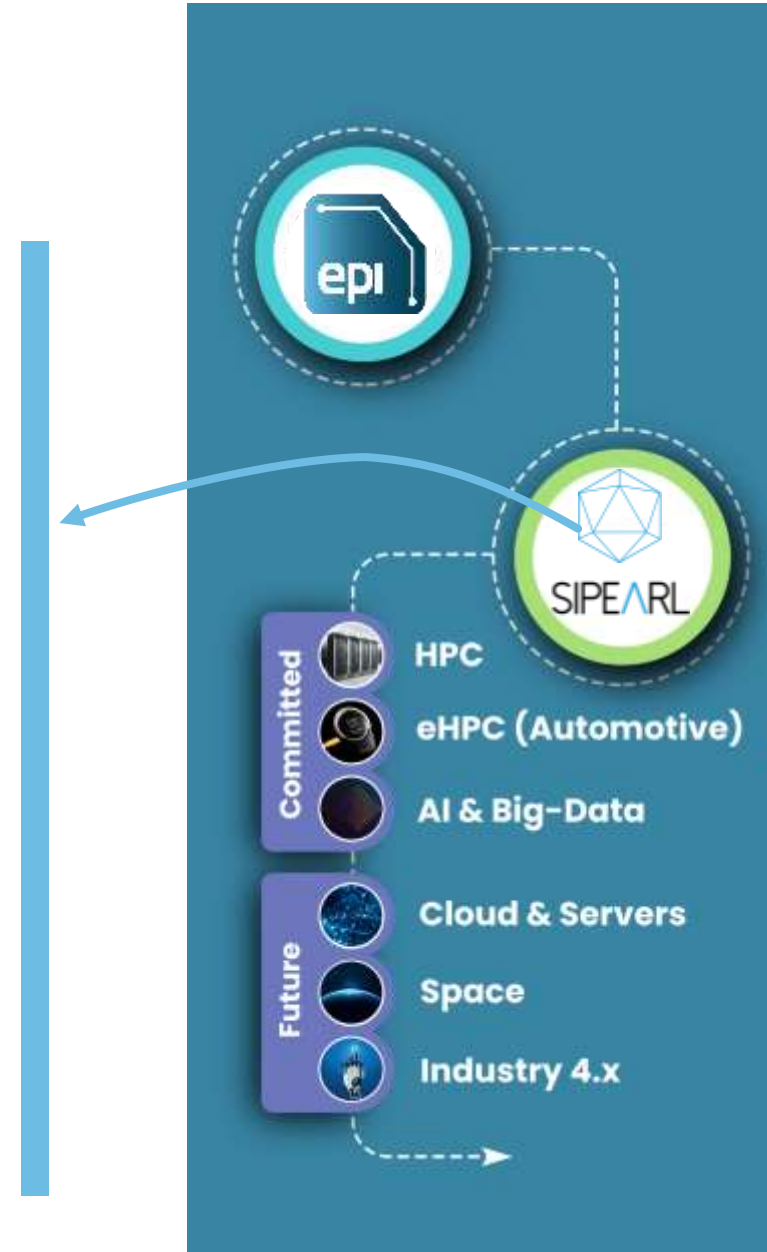 epi
SIPEARL
Committed
HPC
eHPC (Automotive)
AI & Big-Data
Future
Cloud & Servers
Space
Industry 4.x